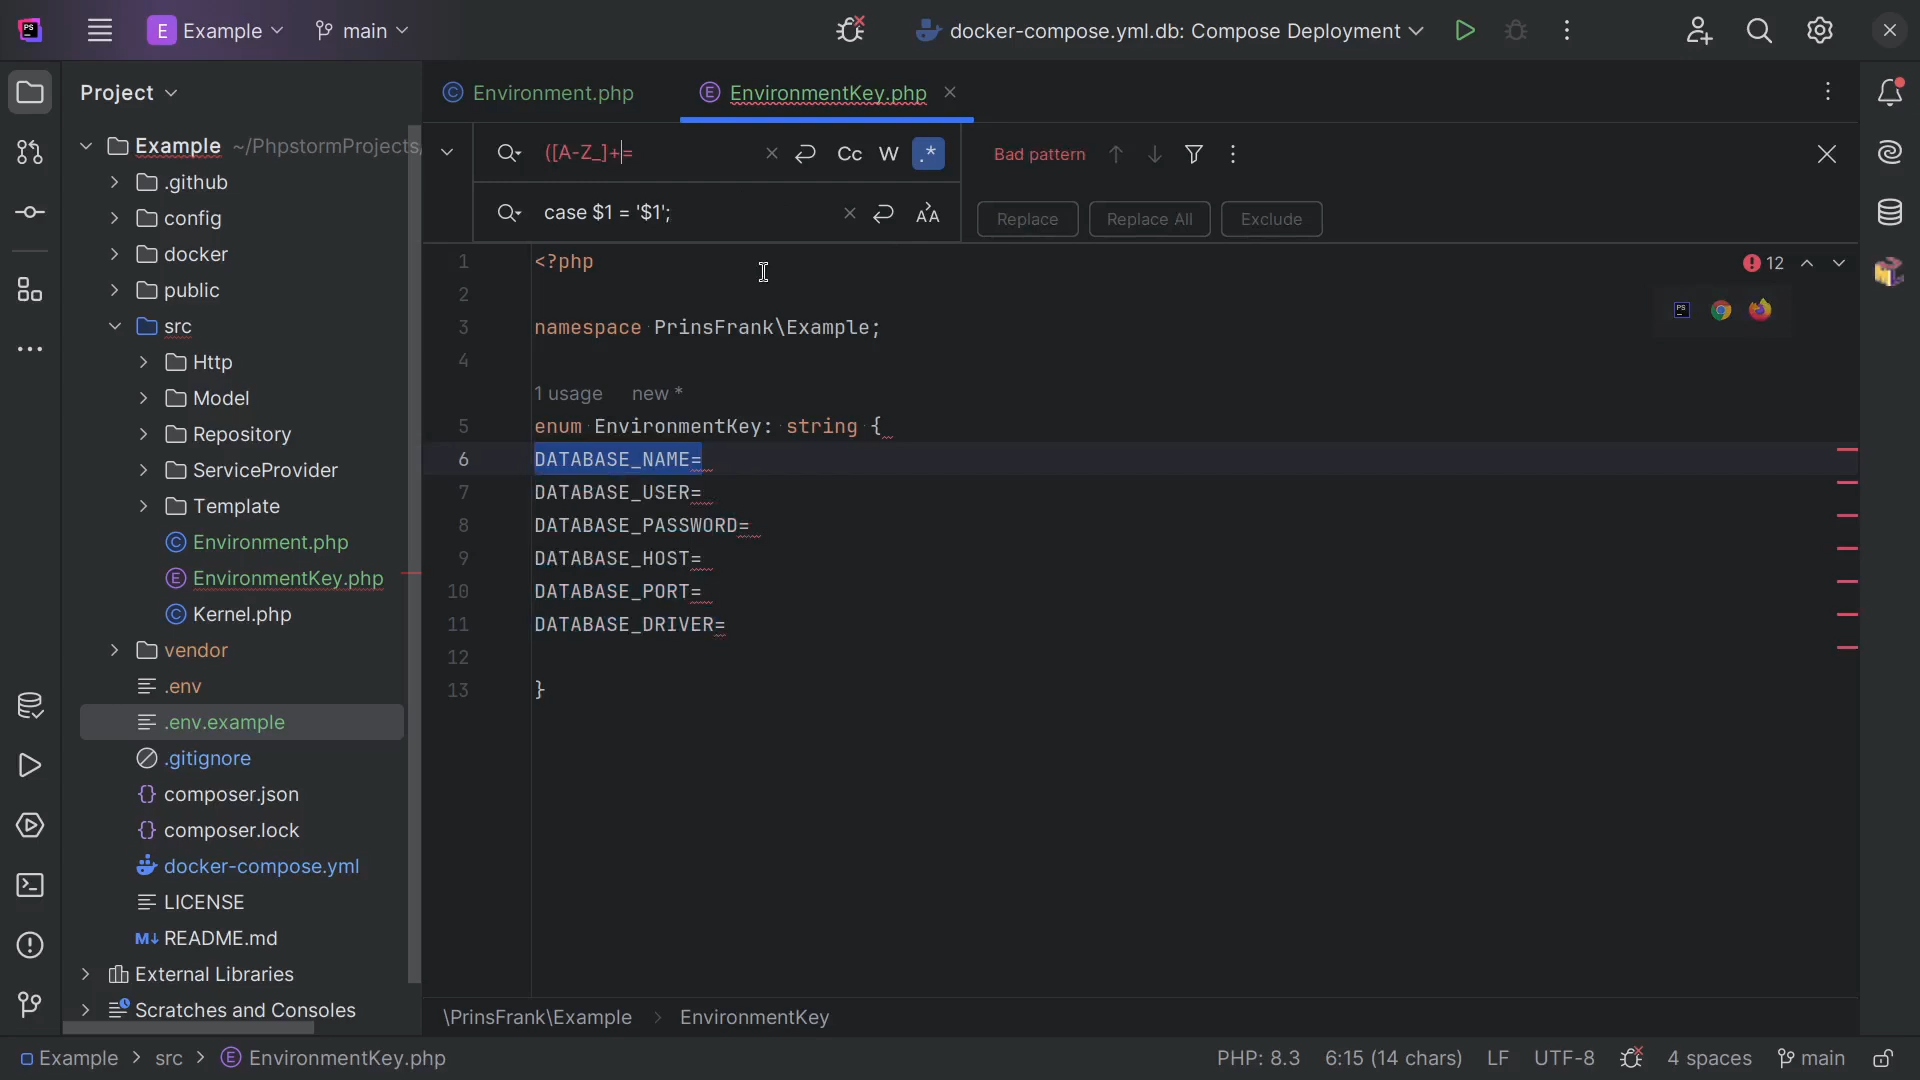 E Example main docker-compose.yml.db: Compose Deployment
Project
Environment.php EnvironmentKey.php
Example ~/PhpstormProjects/
.github
config
docker
public
src
Http
Model
Repository
ServiceProvider
Template
Environment.php
EnvironmentKey.php
Kernel.php
vendor
.env
.env.example
.gitignore
composer.json
composer.lock
docker-compose.yml
LICENSE
README.md
External Libraries
Scratches and Consoles
([A-Z_]+= Cc W .* Bad pattern
case $1 = '$1'; Replace Replace All Exclude
12
1 <?php
2
3 namespace PrinsFrank\Example;
4
1 usage new *
5 enum EnvironmentKey: string {
6 DATABASE_NAME=
7 DATABASE_USER=
8 DATABASE_PASSWORD=
9 DATABASE_HOST=
10 DATABASE_PORT=
11 DATABASE_DRIVER=
12
13 }
\PrinsFrank\Example EnvironmentKey
Example src EnvironmentKey.php PHP: 8.3 6:15 (14 chars) LF UTF-8 4 spaces main